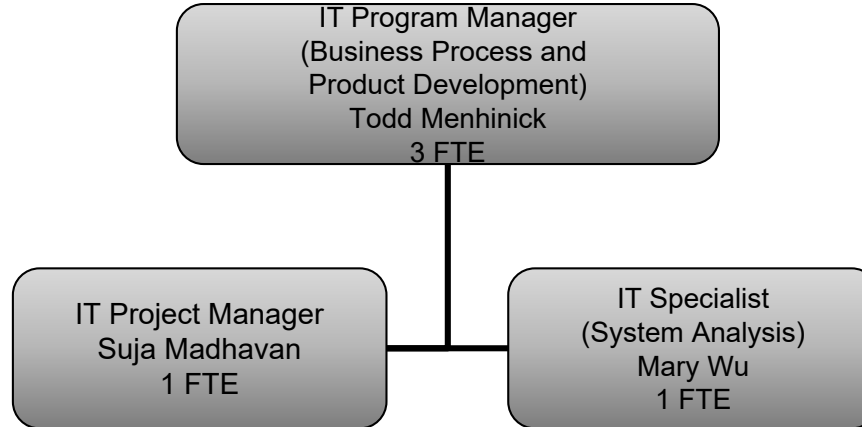 IT Program Manager
(Business Process and
Product Development)
Todd Menhinick
3 FTE
IT Project Manager
Suja Madhavan
1 FTE
IT Specialist
(System Analysis)
Mary Wu
1 FTE